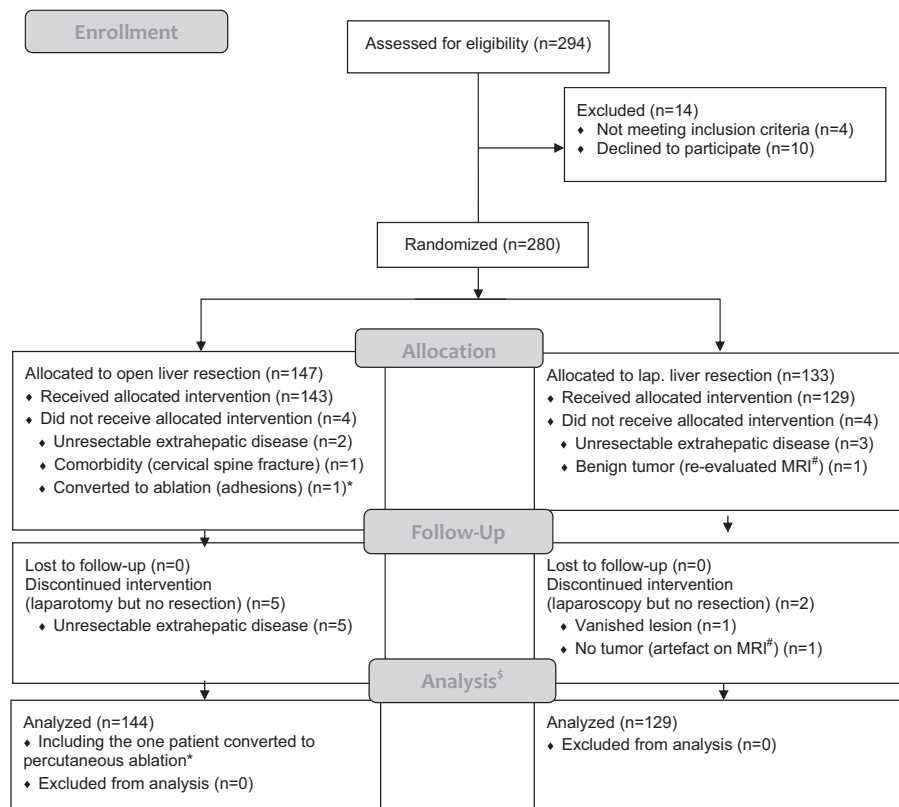 Enrollment
Assessed for eligibility (n=294)
Excluded (n=14)
♦ Not meeting inclusion criteria (n=4)
♦ Declined to participate (n=10)
Randomized (n=280)
Allocation
Allocated to open liver resection (n=147)
♦ Received allocated intervention (n=143)
♦ Did not receive allocated intervention (n=4)
♦ Unresectable extrahepatic disease (n=2)
♦ Comorbidity (cervical spine fracture) (n=1)
♦ Converted to ablation (adhesions) (n=1)*
Allocated to lap. liver resection (n=133)
♦ Received allocated intervention (n=129)
♦ Did not receive allocated intervention (n=4)
♦ Unresectable extrahepatic disease (n=3)
♦ Benign tumor (re-evaluated MRI#) (n=1)
Follow-Up
Lost to follow-up (n=0)
Discontinued intervention
(laparotomy but no resection) (n=5)
♦ Unresectable extrahepatic disease (n=5)
Lost to follow-up (n=0)
Discontinued intervention
(laparoscopy but no resection) (n=2)
♦ Vanished lesion (n=1)
♦ No tumor (artefact on MRI#) (n=1)
Analysis$
Analyzed (n=144)
♦ Including the one patient converted to
percutaneous ablation*
♦ Excluded from analysis (n=0)
Analyzed (n=129)
♦ Excluded from analysis (n=0)